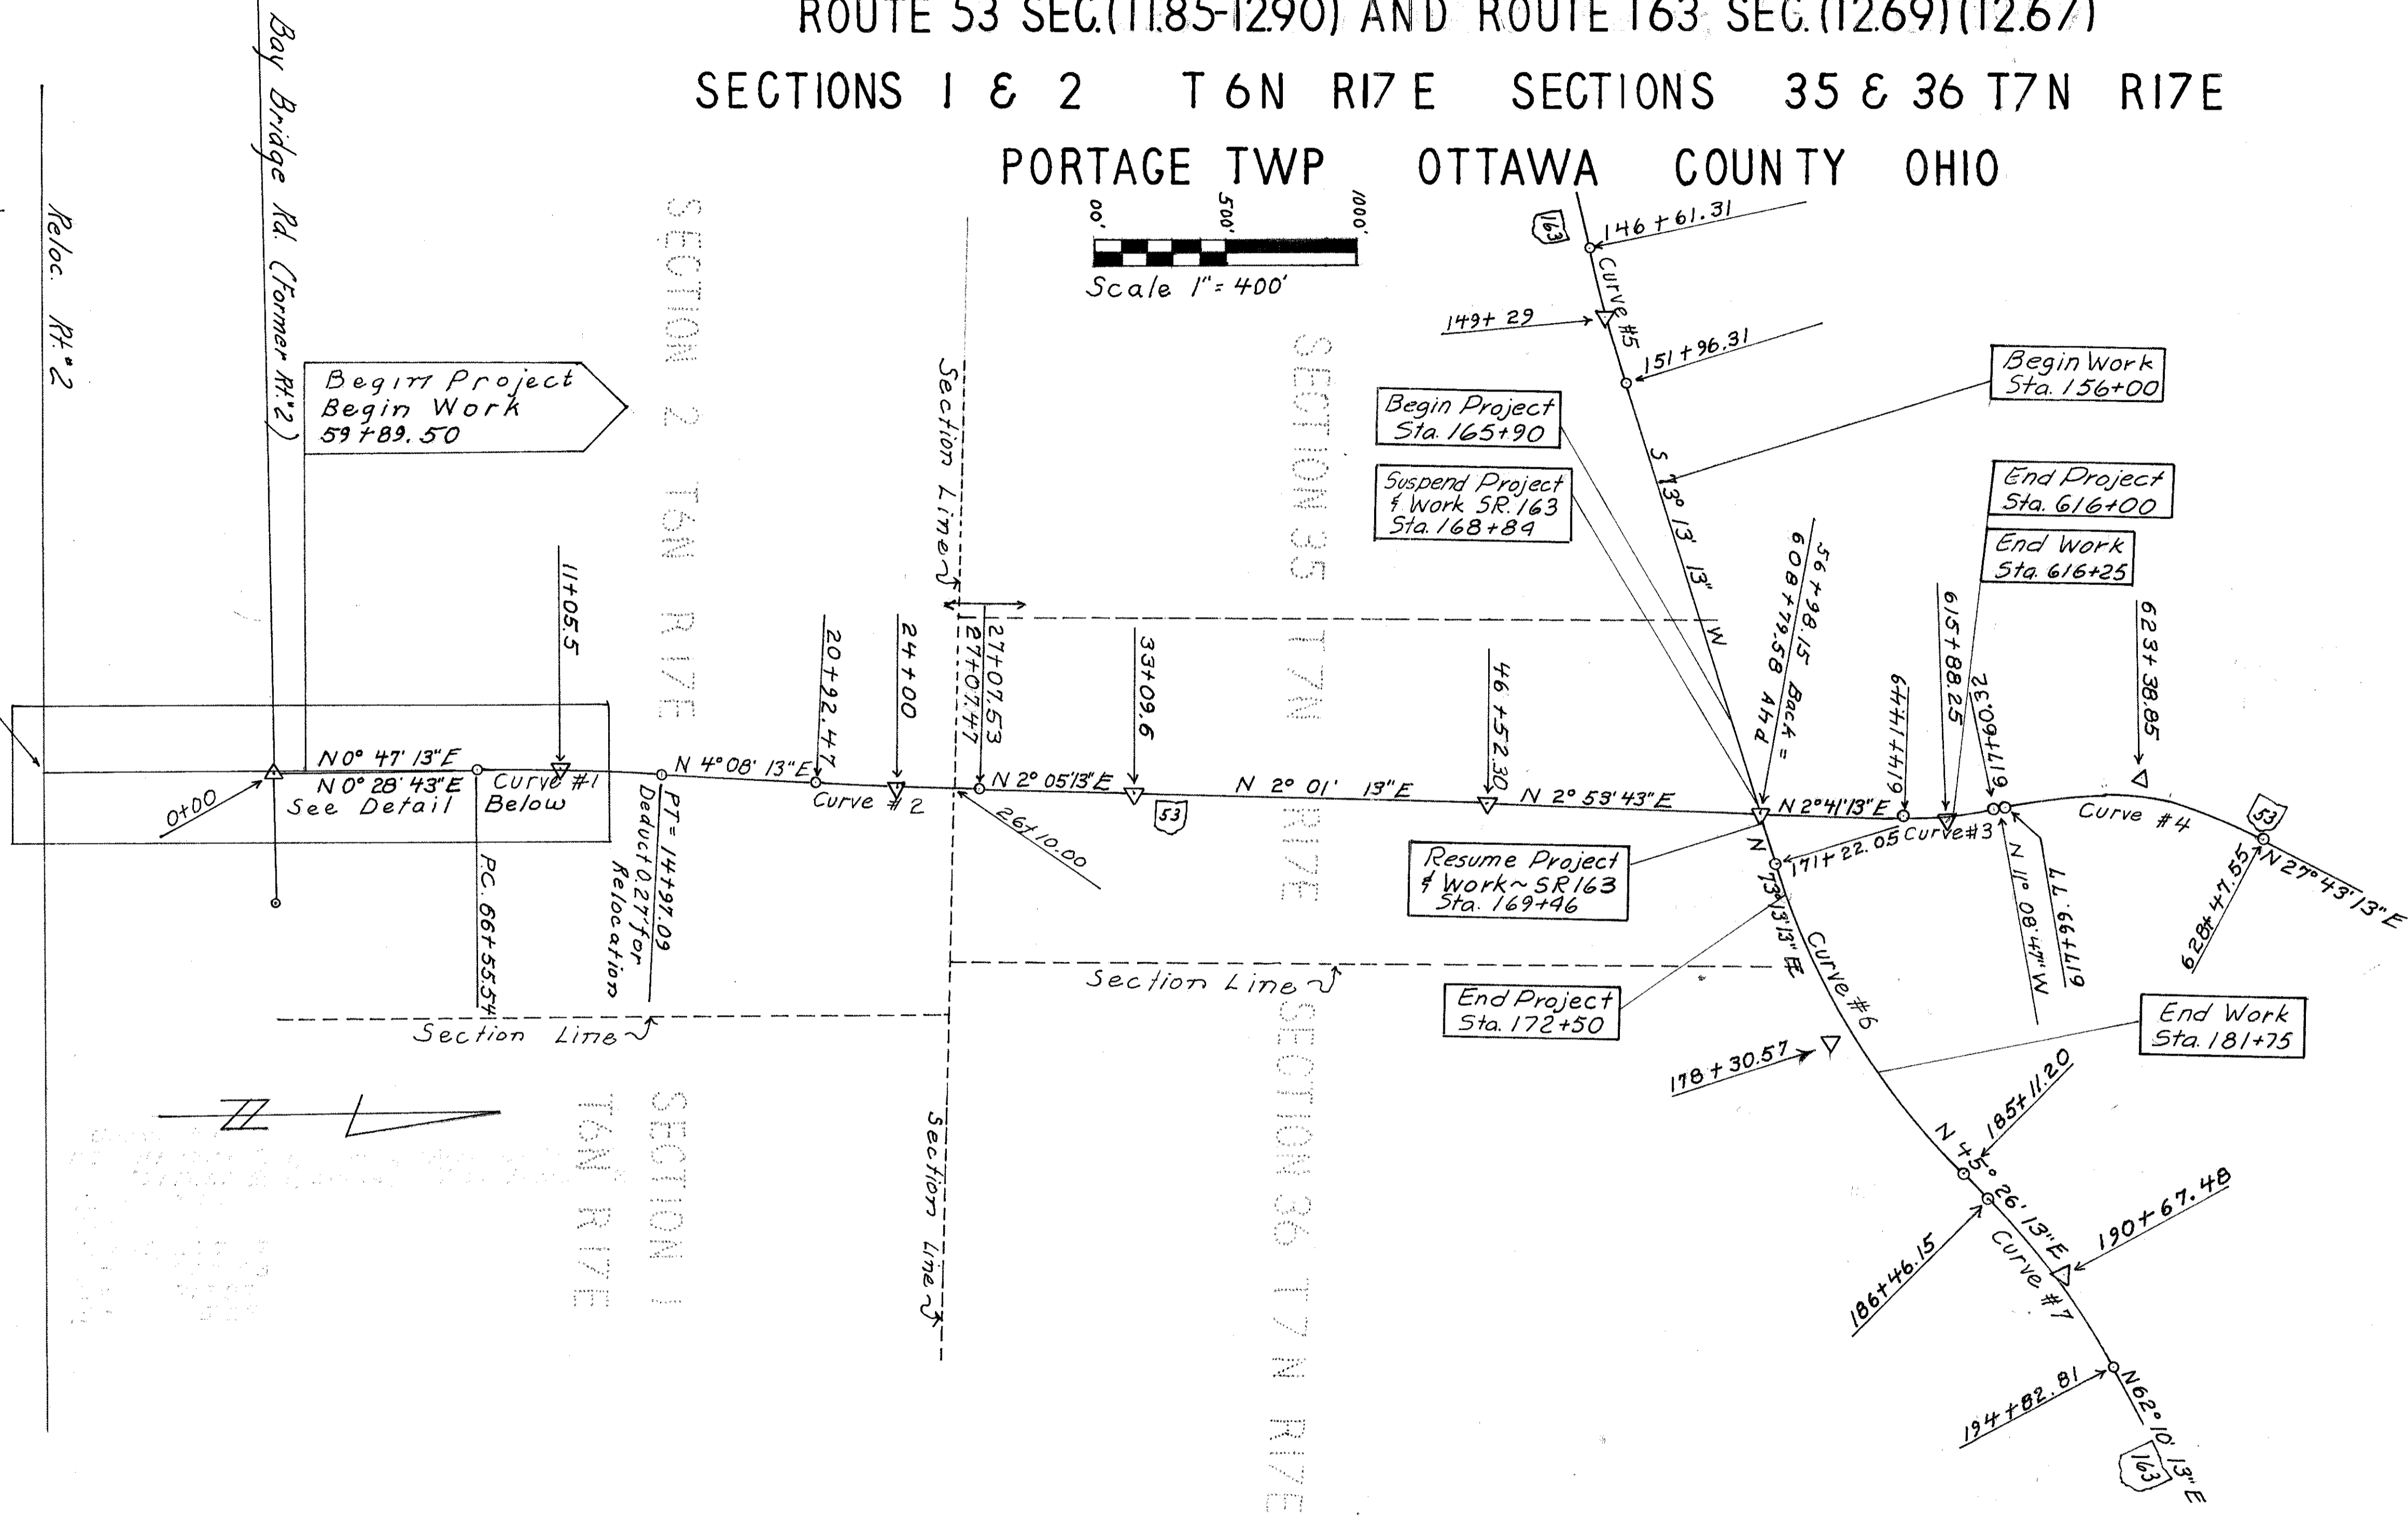 ROUTE 53 SEC.(11.85-12.90) AND ROUTE 163 SEC.(12.69)(12.67)
SECTIONS 1 & 2 T6N R17E SECTIONS 35 & 36 T7N R17E
PORTAGE TWP OTTAWA COUNTY OHIO
00' 500' 1000'
Scale 1"= 400'
Reloc. Rt.#2
Bay Bridge Rd. (Former Rt.#2)
Begin Project
Begin Work
59+89.50
SECTION 2 T6N R17E
Section Line
SECTION 35 T7N R17E
163
146+61.31
Curve #5
149+29
151+96.31
Begin Work
Sta. 156+00
Begin Project
Sta. 165+90
Suspend Project
& Work SR.163
Sta. 168+84
S 73° 13' 13" W
End Project
Sta. 616+00
End Work
Sta. 616+25
11+05.5
20+92.47
24+00
27+07.53
27+07.47
33+09.6
46+52.30
56+98.15 Back =
608+79.58 Ahd
614+14.49
615+88.25
617+60.32
623+38.85
N 0° 47' 13" E
N 0° 28' 43" E
See Detail Below
Curve #1
0+00
N 4° 08' 13" E
Curve #2
N 2° 05' 13" E
53
N 2° 01' 13" E
N 2° 53' 43" E
N 2° 41' 13" E
Curve #3
Curve #4
53
N 27° 43' 13" E
P.C. 66+55.54
PT = 14+97.09
Deduct 0.27' for
Relocation
26+10.00
Resume Project
& Work~SR163
Sta. 169+46
171+22.05
N 73° 13' 13" E
N 11° 08' 47" W
617+99.77
628+47.55
Section Line
Section Line
End Project
Sta. 172+50
Curve #6
End Work
Sta. 181+75
178+30.57
SECTION 1
T6N R17E
Section Line
SECTION 36 T7N R17E
N 45° 26' 13" E
185+11.20
190+67.48
186+46.15
Curve #7
194+82.81
N 62° 10' 13" E
163
N